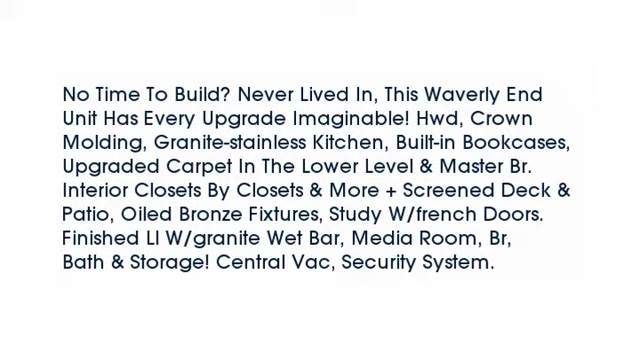 No Time To Build? Never Lived In, This Waverly End
Unit Has Every Upgrade Imaginable! Hwd, Crown
Molding, Granite-stainless Kitchen, Built-in Bookcases,
Upgraded Carpet In The Lower Level & Master Br.
Interior Closets By Closets & More + Screened Deck &
Patio, Oiled Bronze Fixtures, Study W/french Doors.
Finished Ll W/granite Wet Bar, Media Room, Br,
Bath & Storage! Central Vac, Security System.